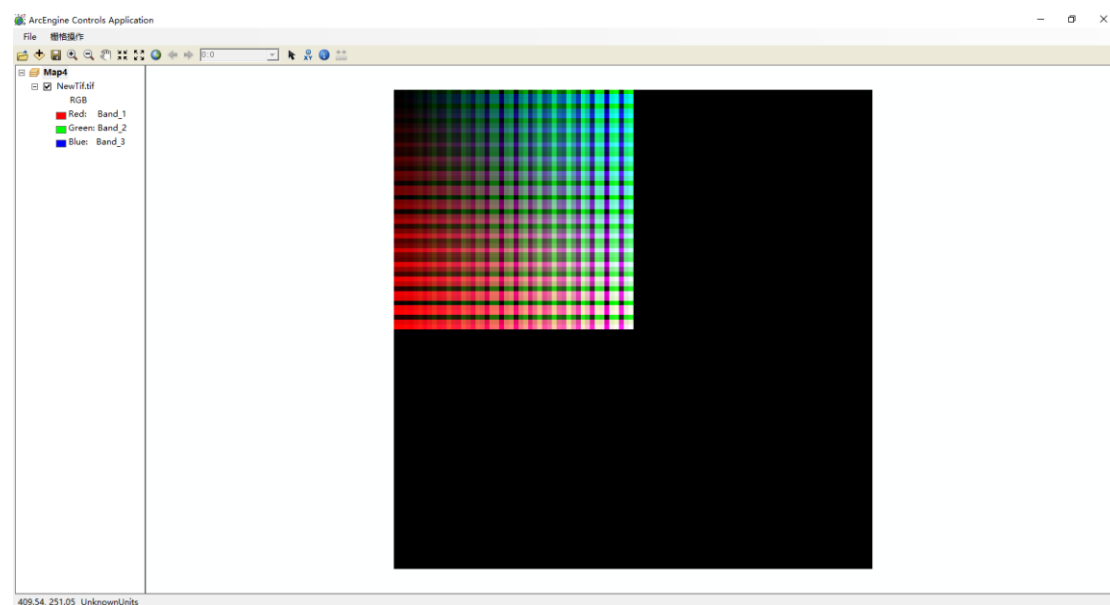 ArcEngine Controls Application
File 栅格操作
0:0
Map4
NewTif.tif
RGB
Red: Band_1
Green: Band_2
Blue: Band_3
409.54, 251.05 UnknownUnits